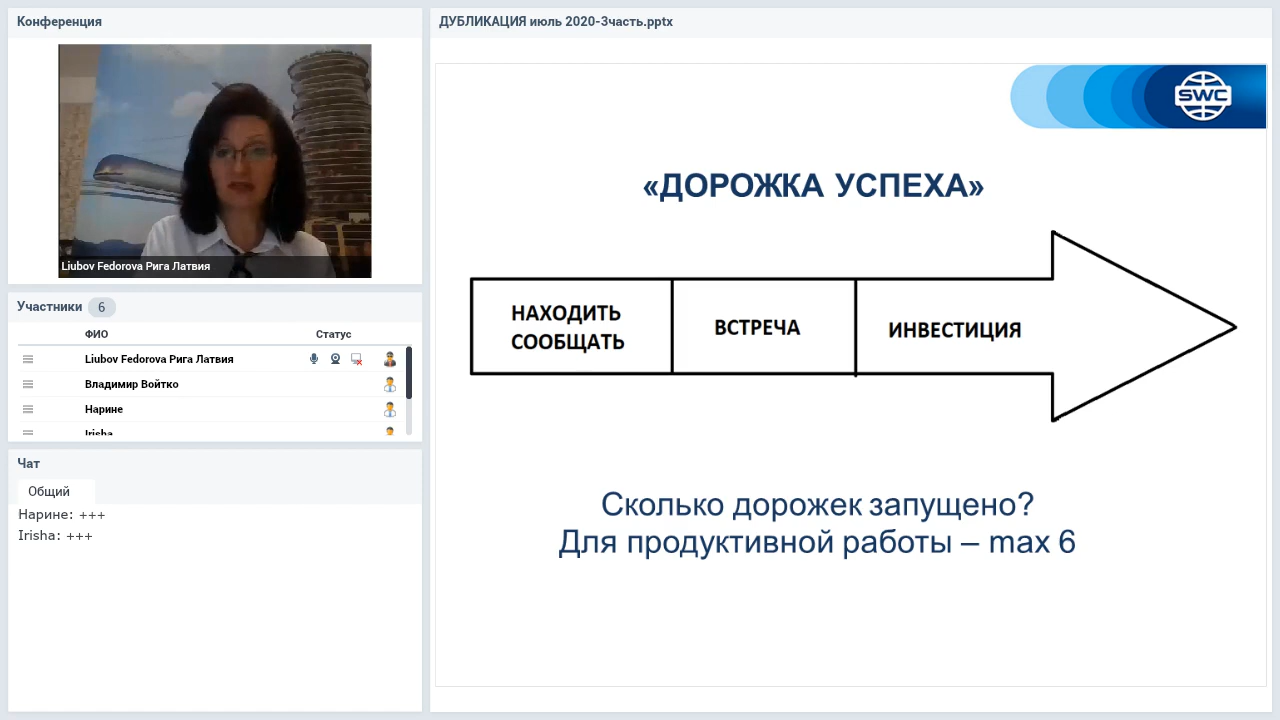 Конференция
Liubov Fedorova Рига Латвия
Участники 6
ФИО Статус
Liubov Fedorova Рига Латвия
Владимир Войтко
Нарине
Irisha
Чат
Общий
Нарине: +++
Irisha: +++
ДУБЛИКАЦИЯ июль 2020-3часть.pptx
SWC
«ДОРОЖКА УСПЕХА»
НАХОДИТЬ
СООБЩАТЬ
ВСТРЕЧА
ИНВЕСТИЦИЯ
Сколько дорожек запущено?
Для продуктивной работы – max 6